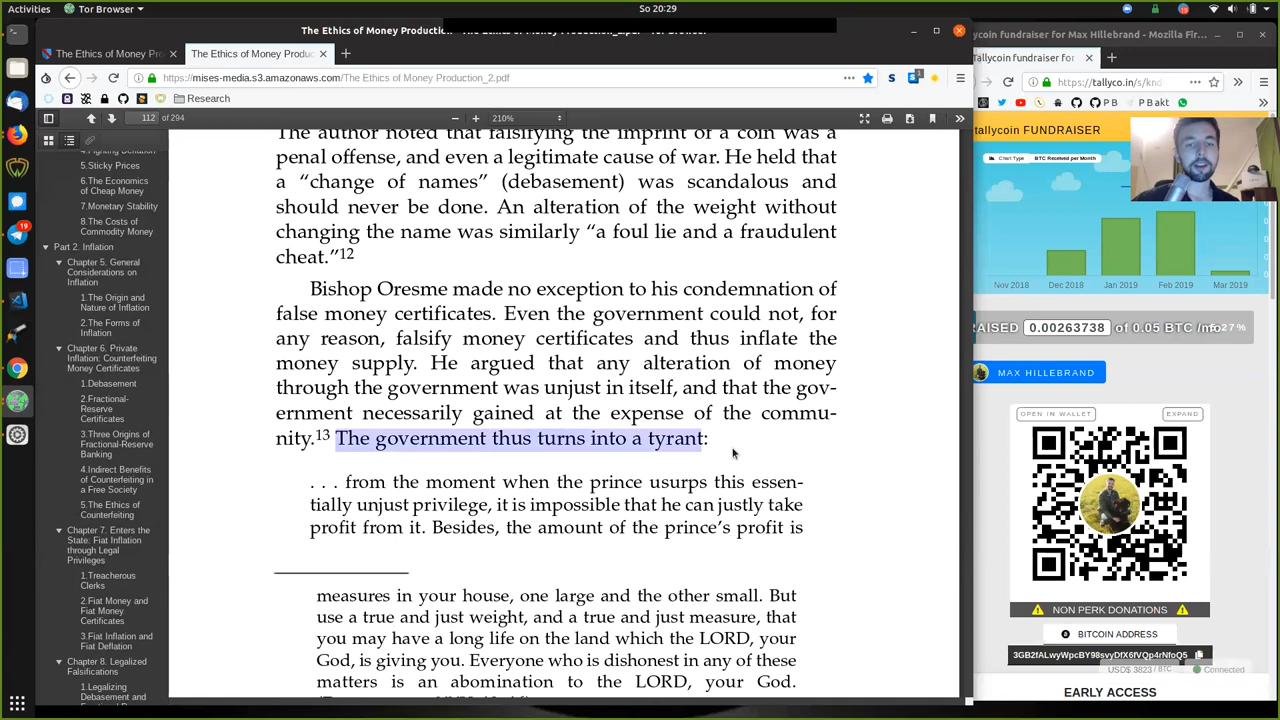 Activities
Tor Browser
So 20:29
The Ethics of Money Production
Max Hillebrand - Mozilla Fir…
The Ethics of Money Prod
The Ethics of Money Produc
tallycoin fundraiser for Max Hillebrand
https://mises-media.s3.amazonaws.com/The Ethics of Money Production_2.pdf
https://tallyco.in/s/knd
Research
P B
P B akt
112 of 294
210%
5.Sticky Prices
6.The Economics
of Cheap Money
7.Monetary Stability
8.The Costs of
Commodity Money
Part 2. Inflation
Chapter 5. General
Considerations on
Inflation
1.The Origin and
Nature of Inflation
2.The Forms of
Inflation
Chapter 6. Private
Inflation: Counterfeiting
Money Certificates
1.Debasement
2.Fractional-
Reserve
Certificates
3.Three Origins of
Fractional-Reserve
Banking
4.Indirect Benefits
of Counterfeiting in
a Free Society
5.The Ethics of
Counterfeiting
Chapter 7. Enters the
State: Fiat Inflation
through Legal
Privileges
1.Treacherous
Clerks
2.Fiat Money and
Fiat Money
Certificates
3.Fiat Inflation and
Fiat Deflation
Chapter 8. Legalized
Falsifications
1.Legalizing
Debasement and
The author noted that falsifying the imprint of a coin was a
penal offense, and even a legitimate cause of war. He held that
a “change of names” (debasement) was scandalous and
should never be done. An alteration of the weight without
changing the name was similarly “a foul lie and a fraudulent
cheat.”12
Bishop Oresme made no exception to his condemnation of
false money certificates. Even the government could not, for
any reason, falsify money certificates and thus inflate the
money supply. He argued that any alteration of money
through the government was unjust in itself, and that the gov-
ernment necessarily gained at the expense of the commu-
nity.13 The government thus turns into a tyrant:
. . . from the moment when the prince usurps this essen-
tially unjust privilege, it is impossible that he can justly take
profit from it. Besides, the amount of the prince’s profit is
measures in your house, one large and the other small. But
use a true and just weight, and a true and just measure, that
you may have a long life on the land which the LORD, your
God, is giving you. Everyone who is dishonest in any of these
matters is an abomination to the LORD, your God.
tallycoin FUNDRAISER
Chart Type BTC Received per Month
Nov 2018 Dec 2018 Jan 2019 Feb 2019 Mar 2019
RAISED 0.00263738 of 0.05 BTC
MAX HILLEBRAND
OPEN IN WALLET
EXPAND
NON PERK DONATIONS
BITCOIN ADDRESS
3GB2fALwyWpcBY98svyDfX6fVQp4rNfoQ5
USD$ 3823 / BTC
Connected
EARLY ACCESS